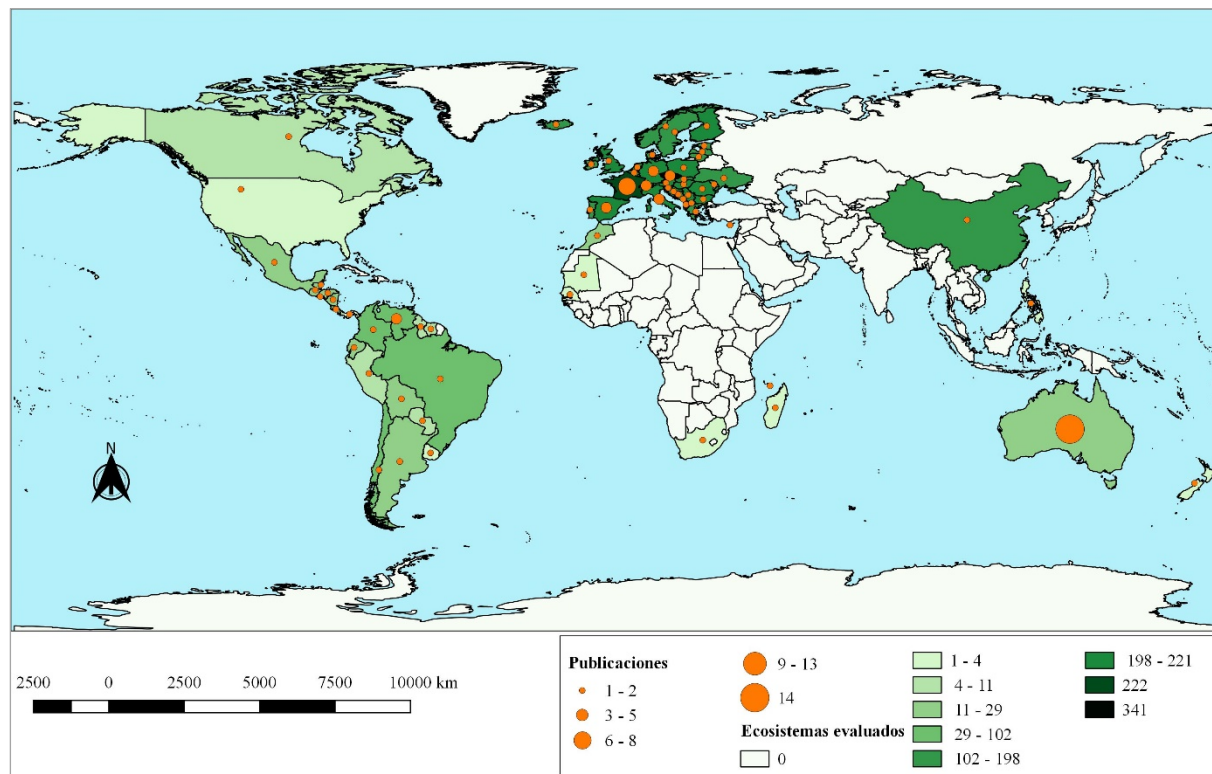 N
2500 0 2500 5000 7500 10000 km
Publicaciones
1 - 2
3 - 5
6 - 8
9 - 13
14
Ecosistemas evaluados
0
1 - 4
4 - 11
11 - 29
29 - 102
102 - 198
198 - 221
222
341